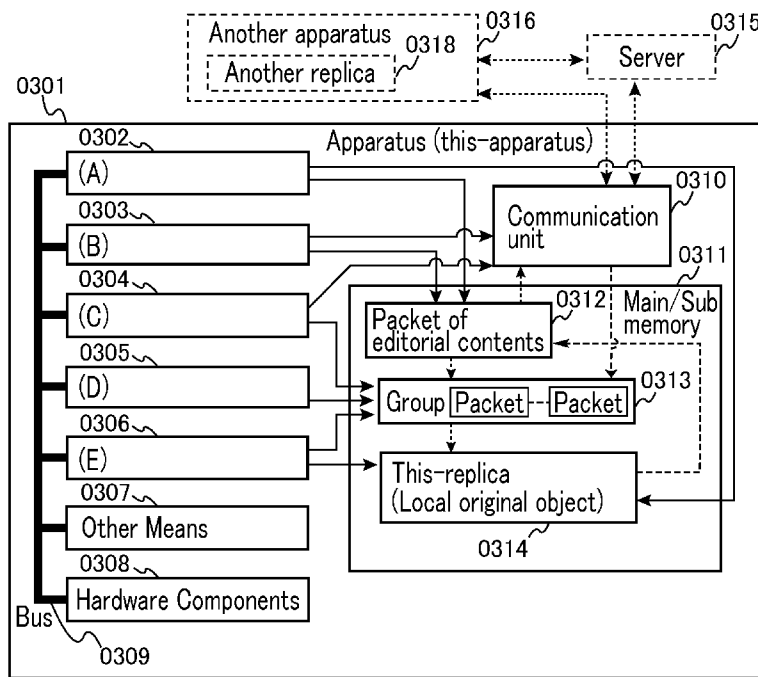 Another apparatus
0316
0318
Another replica
Server
0315
0301
Apparatus (this-apparatus)
0302
(A)
0303
(B)
0304
(C)
0305
(D)
0306
(E)
0307
Other Means
0308
Hardware Components
Bus
0309
Communication
unit
0310
0311
Main/Sub
memory
0312
Packet of
editorial contents
0313
Group Packet Packet
This-replica
(Local original object)
0314